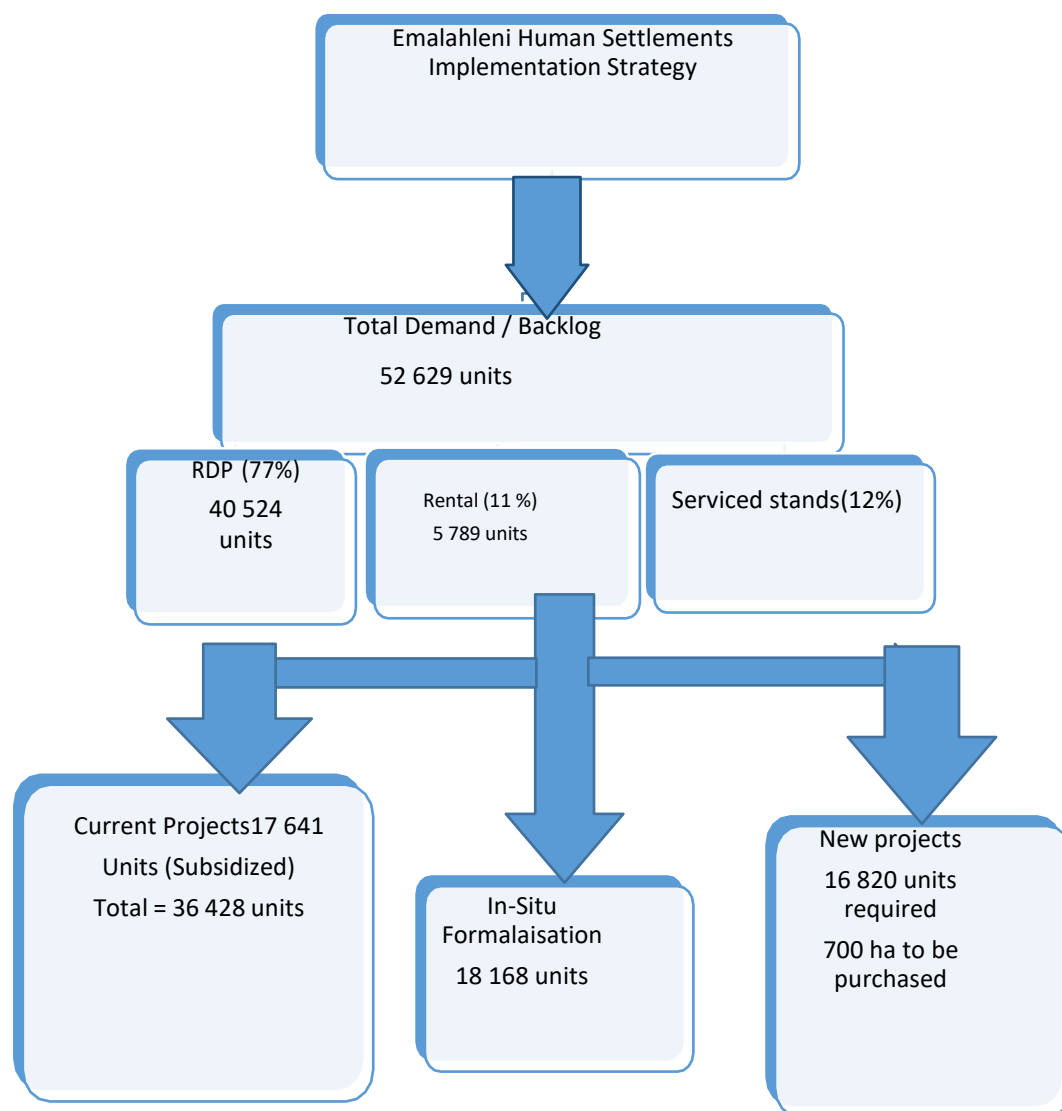 Emalahleni Human Settlements
Implementation Strategy
Total Demand / Backlog
52 629 units
RDP (77%)
40 524
units
Rental (11 %)
5 789 units
Serviced stands(12%)
Current Projects17 641
Units (Subsidized)
Total = 36 428 units
In-Situ
Formalaisation
18 168 units
New projects
16 820 units
required
700 ha to be
purchased